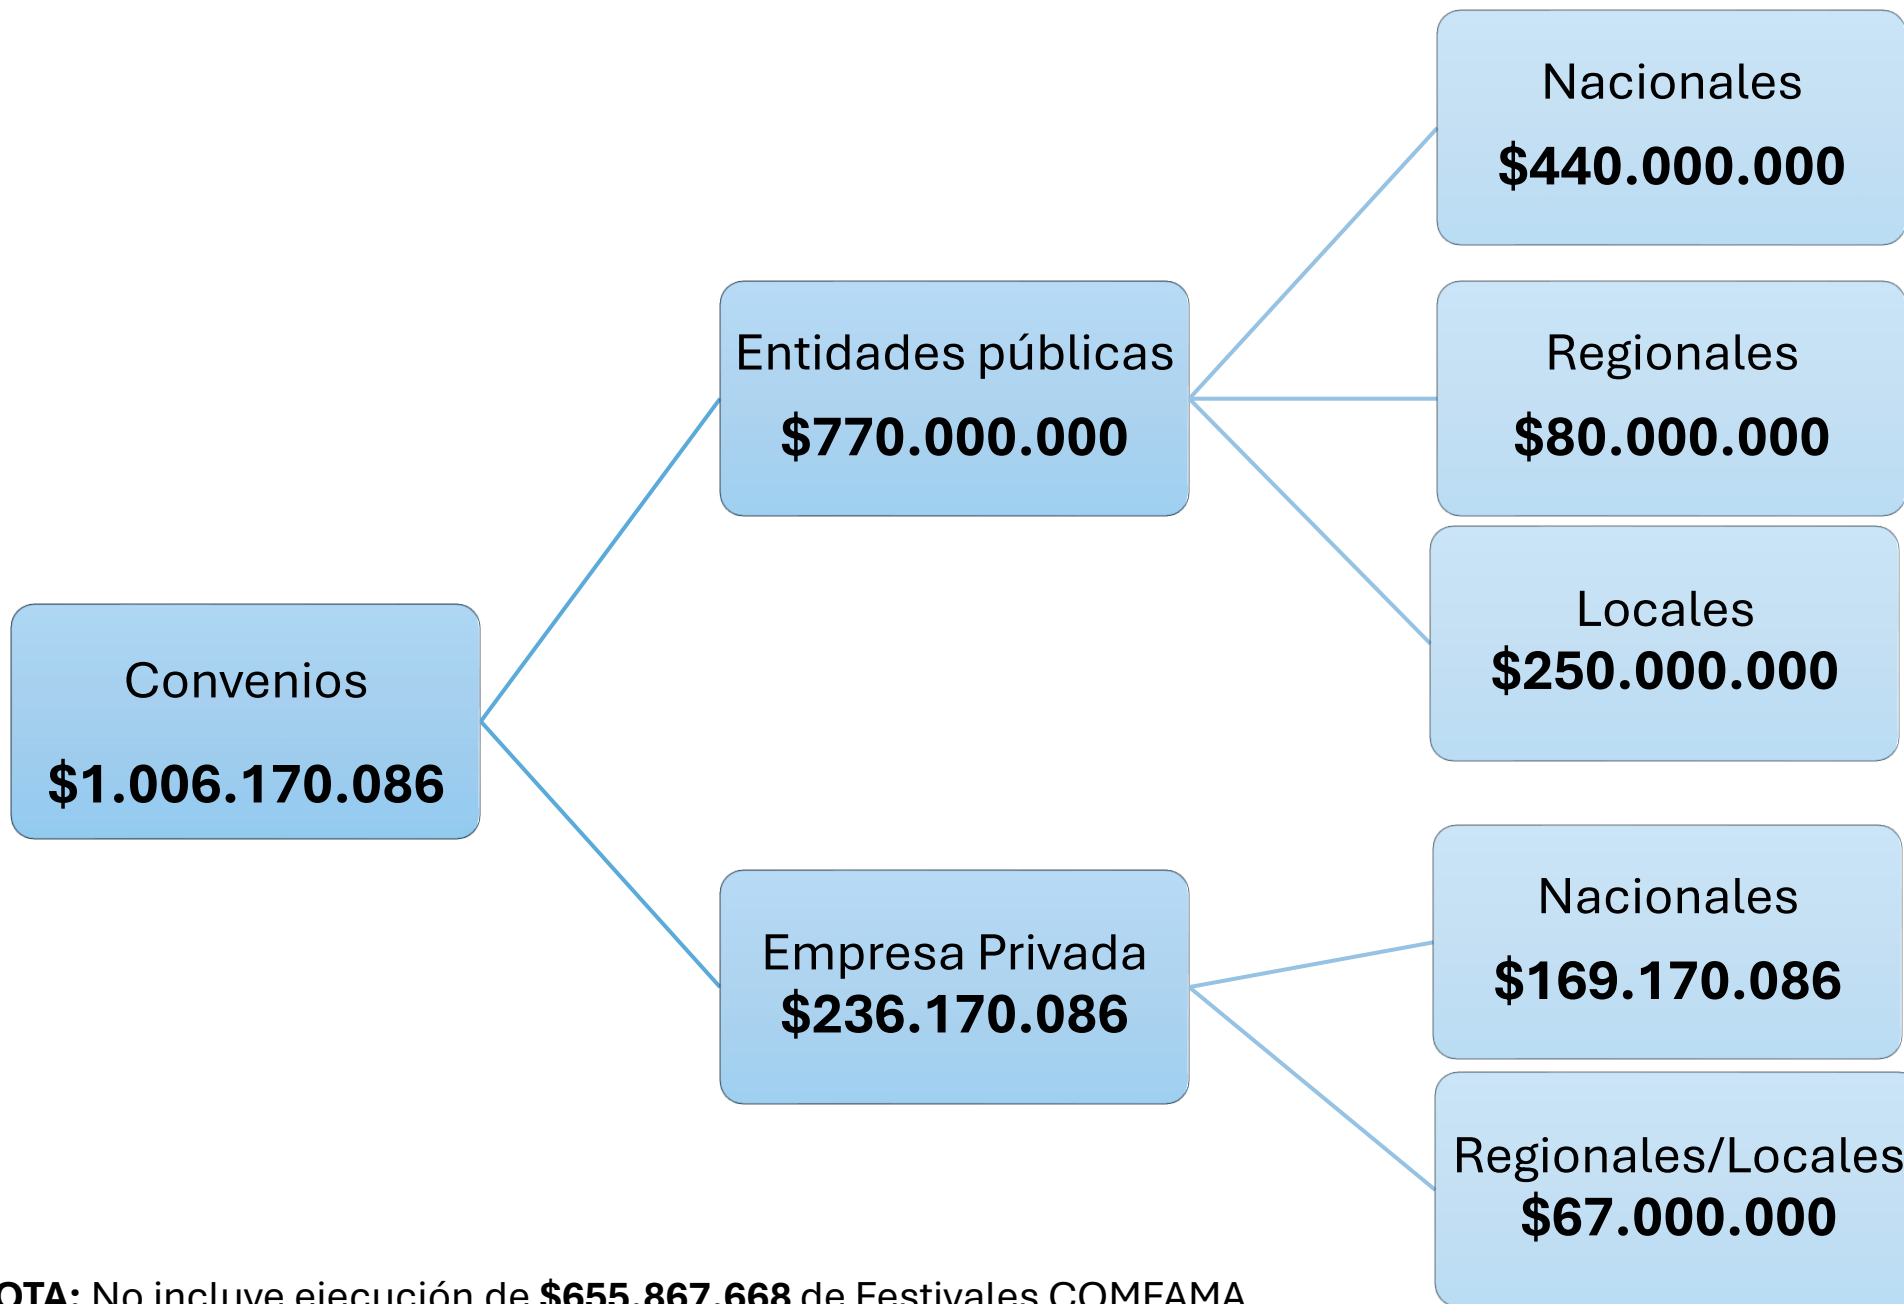 Convenios
$1.006.170.086
Entidades públicas
$770.000.000
Nacionales
$440.000.000
Regionales
$80.000.000
Locales
$250.000.000
Empresa Privada
$236.170.086
Nacionales
$169.170.086
Regionales/Locales
$67.000.000
OTA: No incluye ejecución de $655.867.668 de Festivales COMFAMA